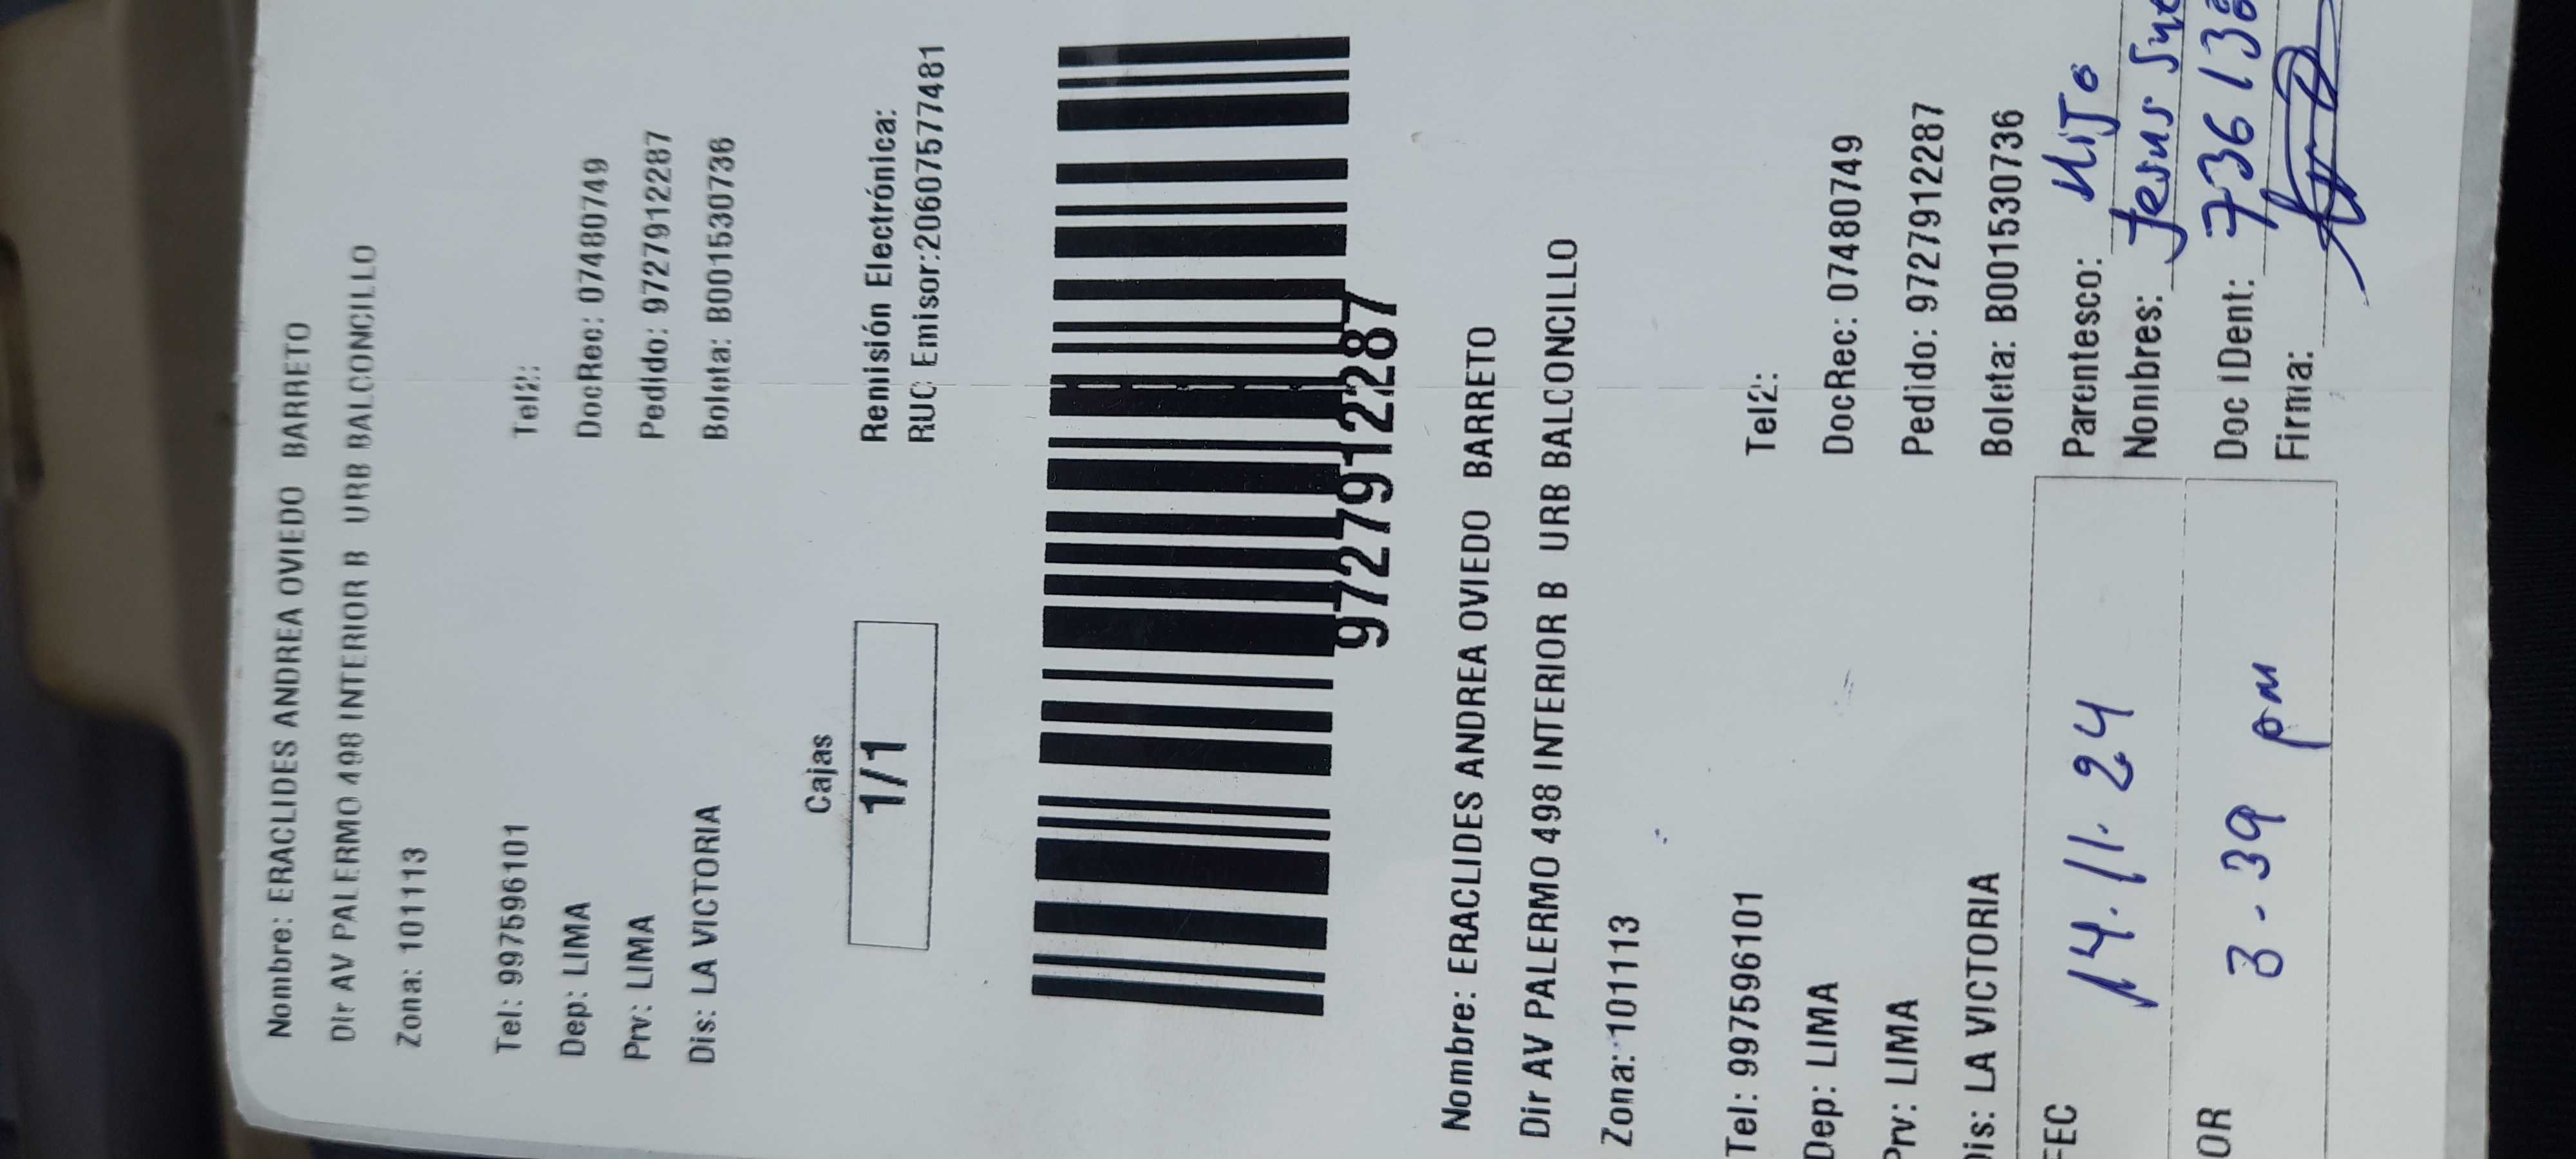 Nombre: ERACLIDES ANDREA OVIEDO BARRETO
Dir AV PALERMO 498 INTERIOR B URB BALCONCILLO
Zona: 101113
Tel: 997596101 Tel2:
Dep: LIMA DocRec: 07480749
Prv: LIMA Pedido: 972791 2287
Dis: LA VICTORIA Boleta: B001530736
Cajas
1/1
Remisión Electrónica:
RUC Emisor:20607577481
9727912287
Nombre: ERACLIDES ANDREA OVIEDO BARRETO
Dir AV PALERMO 498 INTERIOR B URB BALCONCILLO
Zona: 101113
Tel: 997596101 Tel2:
Dep: LIMA DocRec: 07480749
Prv: LIMA Pedido: 9727912287
Dis: LA VICTORIA Boleta: B001530736
FEC 14.11.24 Parentesco: HiJo
Nombres: Jesus
OR 3-39 pm Doc IDent: 73613
Firma: